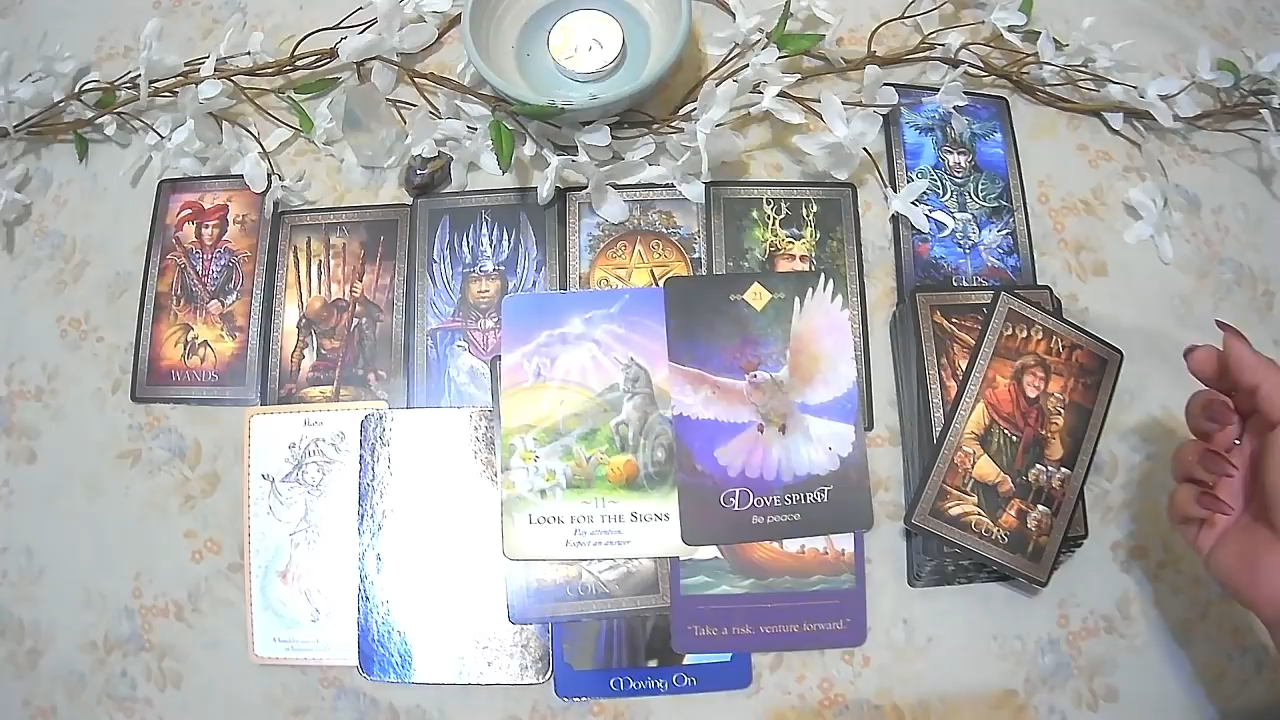 K
K
IX
CUPS
21
IX
WANDS
DOVE SPIRIT
Be peace.
~11~
LOOK FOR THE SIGNS
Pay attention.
Expect an answer
CUPS
"Take a risk, venture forward."
Moving On